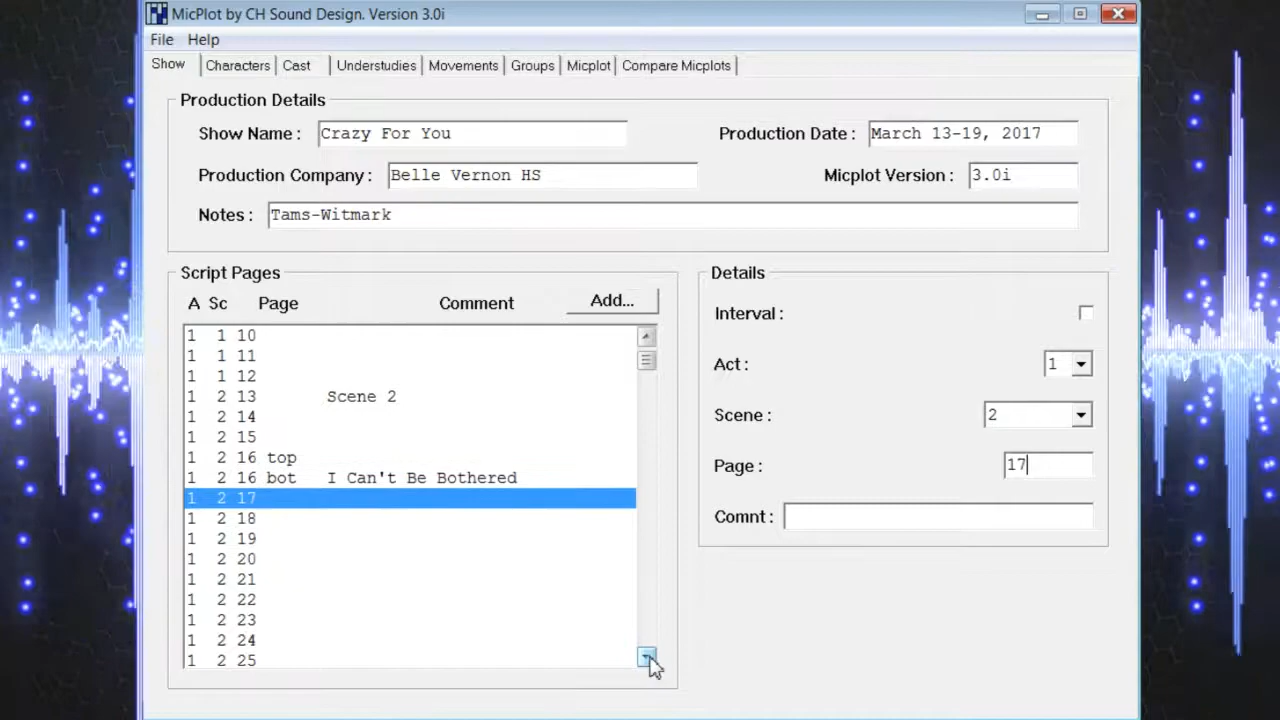 MicPlot by CH Sound Design. Version 3.0i
File Help
Show Characters Cast Understudies Movements Groups Micplot Compare Micplots
Production Details
Show Name : Crazy For You Production Date : March 13-19, 2017
Production Company : Belle Vernon HS Micplot Version : 3.0i
Notes : Tams-Witmark
Script Pages
A Sc Page Comment Add...
1 1 10
1 1 11
1 1 12
1 2 13 Scene 2
1 2 14
1 2 15
1 2 16 top
1 2 16 bot I Can't Be Bothered
1 2 17
1 2 18
1 2 19
1 2 20
1 2 21
1 2 22
1 2 23
1 2 24
1 2 25
Details
Interval :
Act : 1
Scene : 2
Page : 17
Comnt :